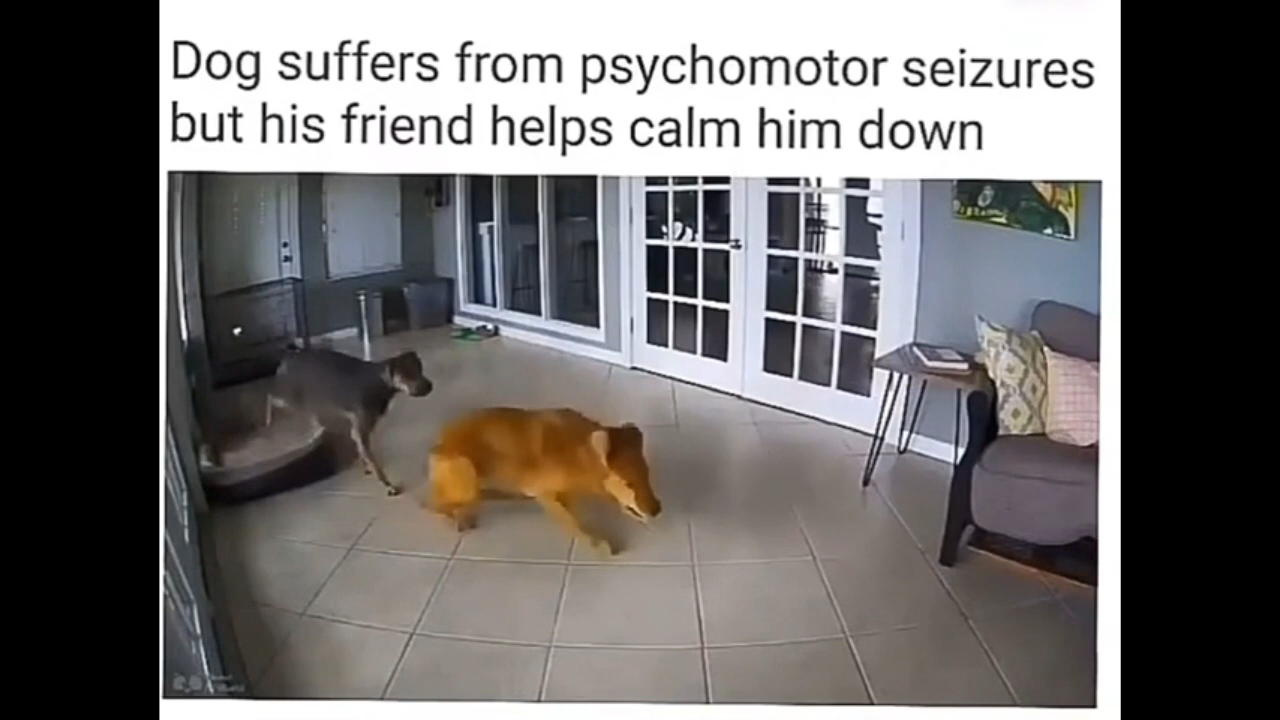 Dog suffers from psychomotor seizures
but his friend helps calm him down